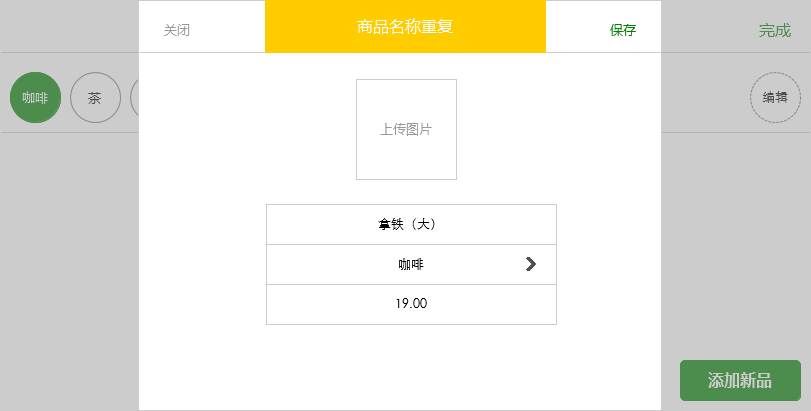 关闭
商品名称重复
保存
完成
咖啡
茶
编辑
上传图片
拿铁（大）
咖啡
19.00
添加新品